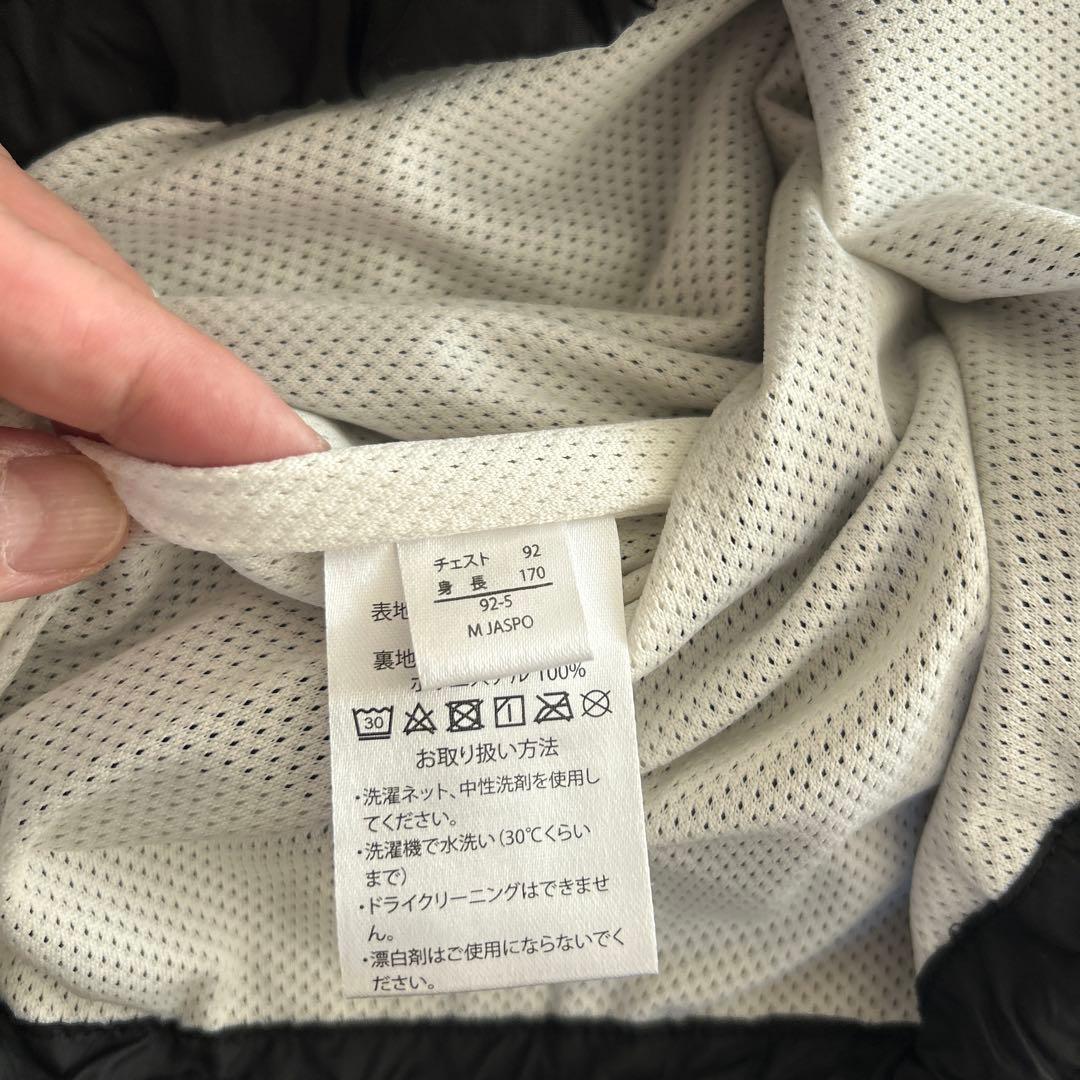 チェスト 92
身長 170
92-5
M JASPO
表地
裏地
100%
30
お取り扱い方法
・洗濯ネット、中性洗剤を使用し
てください。
・洗濯機で水洗い(30℃くらい
まで)
・ドライクリーニングはできませ
ん。
・漂白剤はご使用にならないでく
ださい。